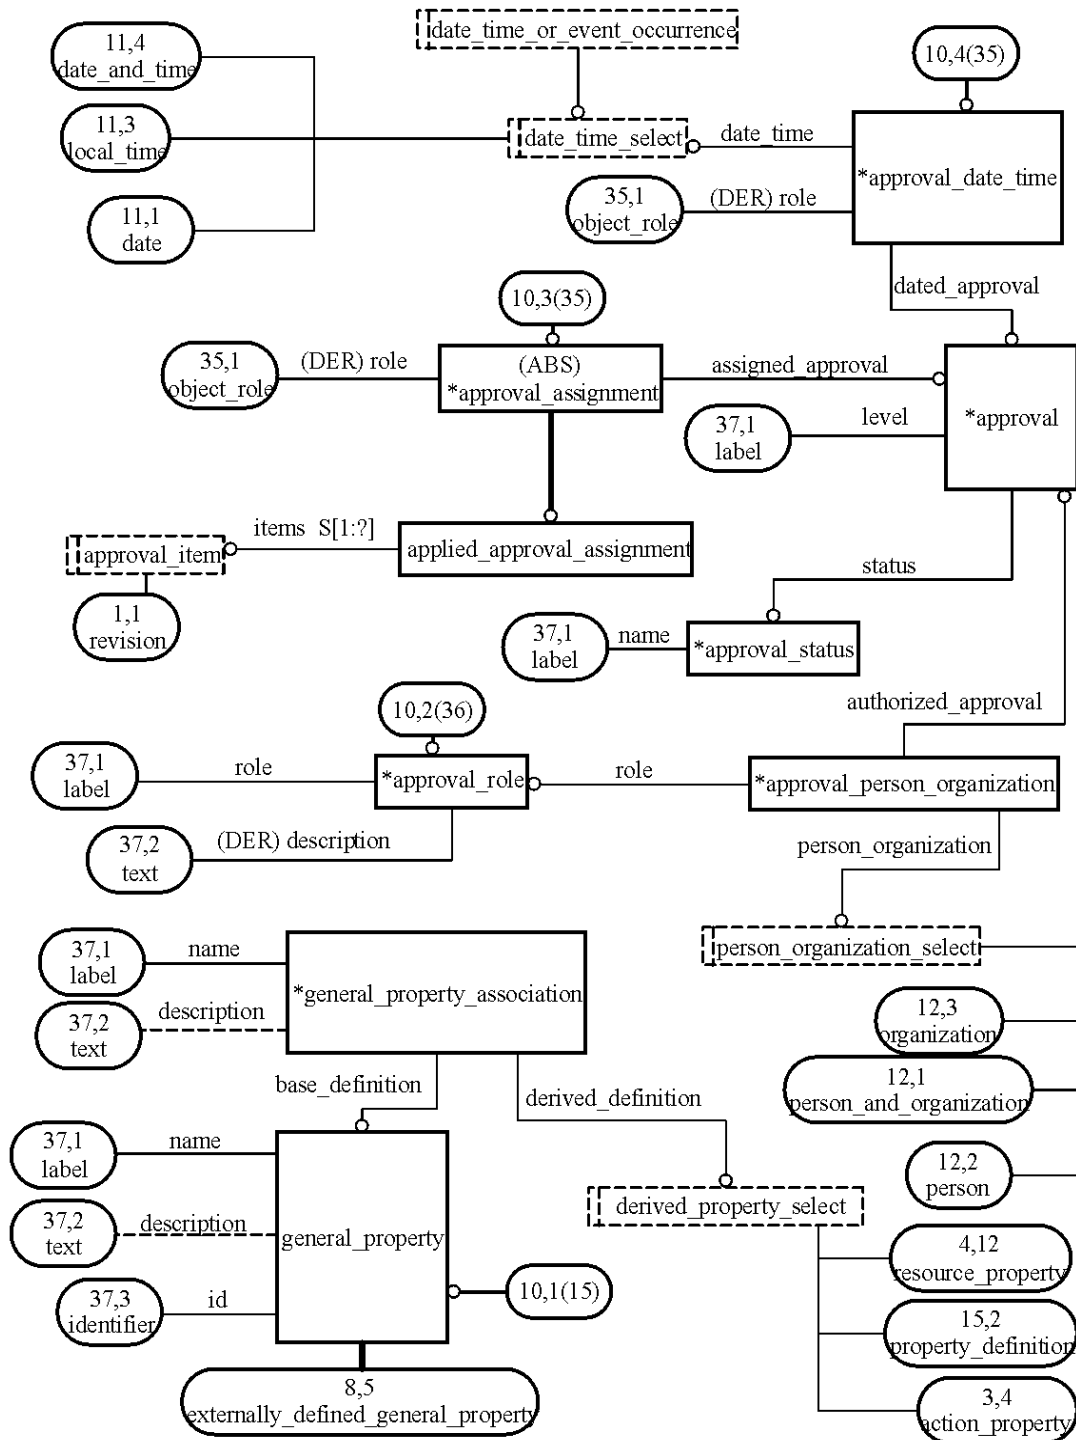 date_time_or_event_occurrence
11,4
date_and_time
10,4(35)
11,3
local_time
date_time_select
date_time
*approval_date_time
35,1
object_role
(DER) role
11,1
date
dated_approval
10,3(35)
35,1
object_role
(DER) role
(ABS)
*approval_assignment
assigned_approval
37,1
label
level
*approval
items S[1:?]
approval_item
applied_approval_assignment
status
1,1
revision
37,1
label
name
*approval_status
10,2(36)
authorized_approval
37,1
label
role
*approval_role
role
*approval_person_organization
37,2
text
(DER) description
person_organization
37,1
label
name
person_organization_select
*general_property_association
37,2
text
description
12,3
organization
12,1
person_and_organization
base_definition
derived_definition
37,1
label
name
12,2
person
derived_property_select
37,2
text
description
general_property
4,12
resource_property
37,3
identifier
id
10,1(15)
15,2
property_definition
8,5
externally_defined_general_property
3,4
action_property